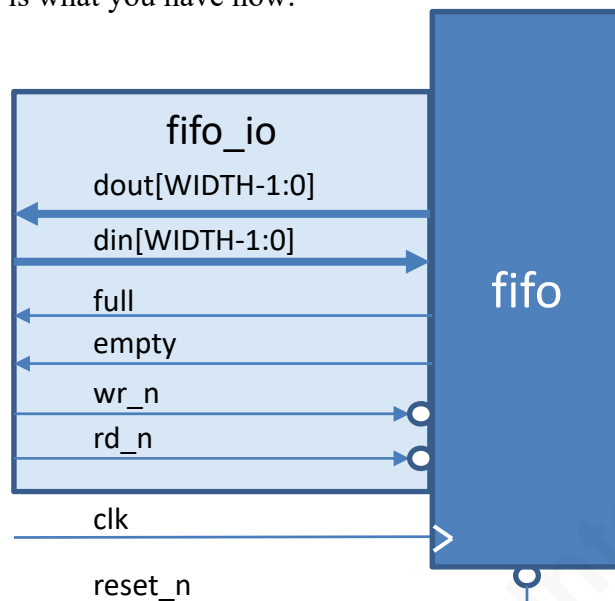 is what you have now:
fifo_io
dout[WIDTH-1:0]
din[WIDTH-1:0]
full
fifo
empty
wr_n
rd_n
clk
reset_n